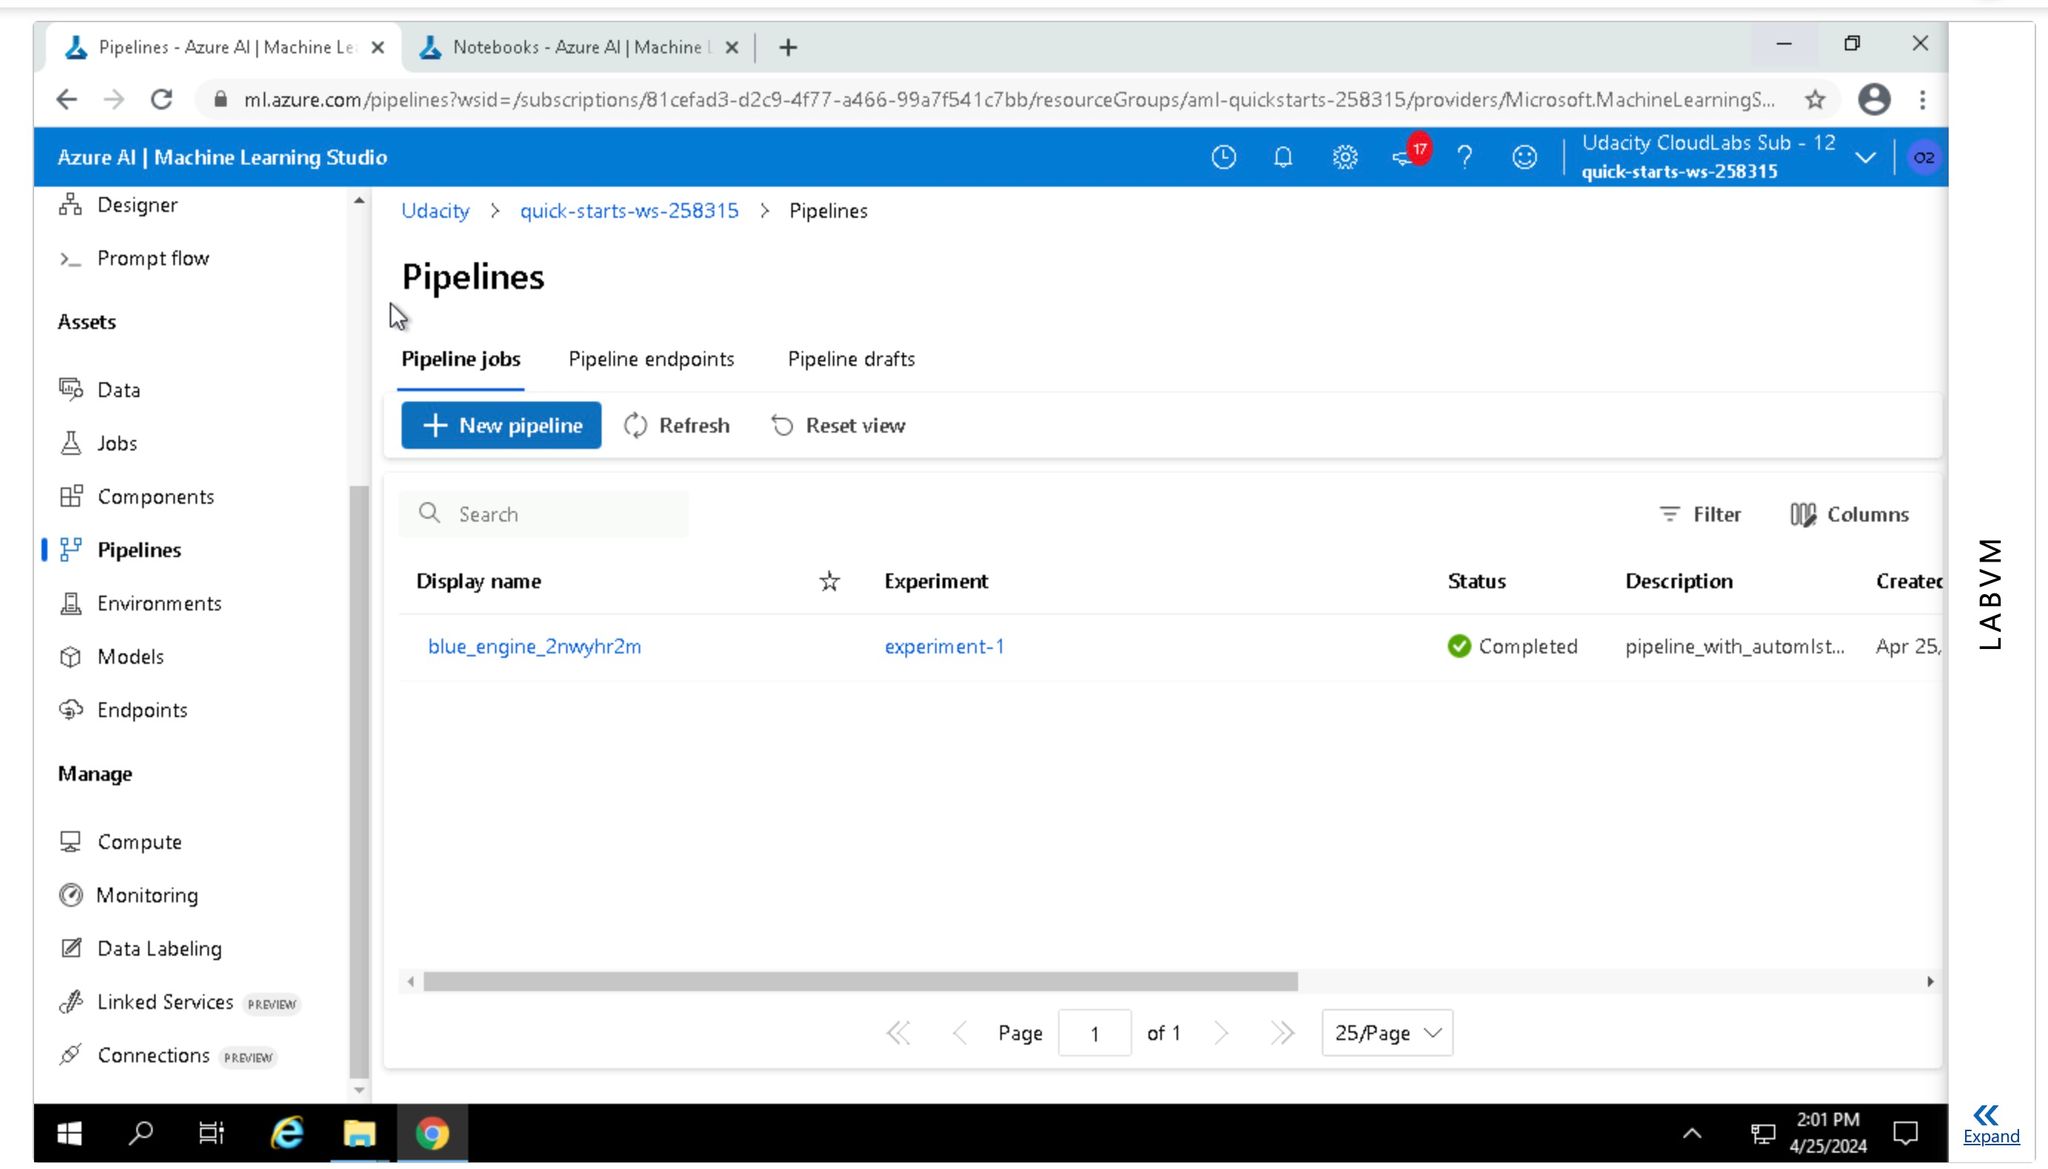 Pipelines - Azure AI | Machine Le
Notebooks - Azure AI | Machine L
ml.azure.com/pipelines?wsid=/subscriptions/81cefad3-d2c9-4f77-a466-99a7f541c7bb/resourceGroups/aml-quickstarts-258315/providers/Microsoft.MachineLearningS...
Azure AI | Machine Learning Studio
17
Udacity CloudLabs Sub - 12
quick-starts-ws-258315
O2
Designer
Prompt flow
Assets
Data
Jobs
Components
Pipelines
Environments
Models
Endpoints
Manage
Compute
Monitoring
Data Labeling
Linked Services PREVIEW
Connections PREVIEW
Udacity > quick-starts-ws-258315 > Pipelines
Pipelines
Pipeline jobs Pipeline endpoints Pipeline drafts
New pipeline Refresh Reset view
Search
Filter Columns
Display name Experiment Status Description Created
blue_engine_2nwyhr2m experiment-1 Completed pipeline_with_automlst... Apr 25,
Page 1 of 1 25/Page
LABVM
Expand
2:01 PM
4/25/2024